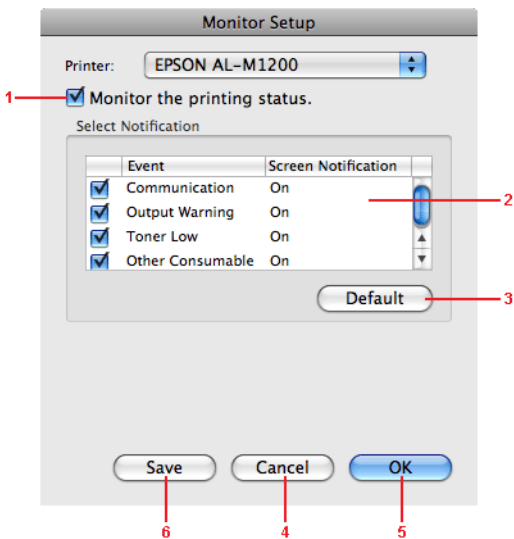 Monitor Setup
Printer: EPSON AL-M1200
1 Monitor the printing status.
Select Notification
Event Screen Notification
Communication On
Output Warning On
Toner Low On
Other Consumable On
2
Default 3
Save Cancel OK
6 4 5